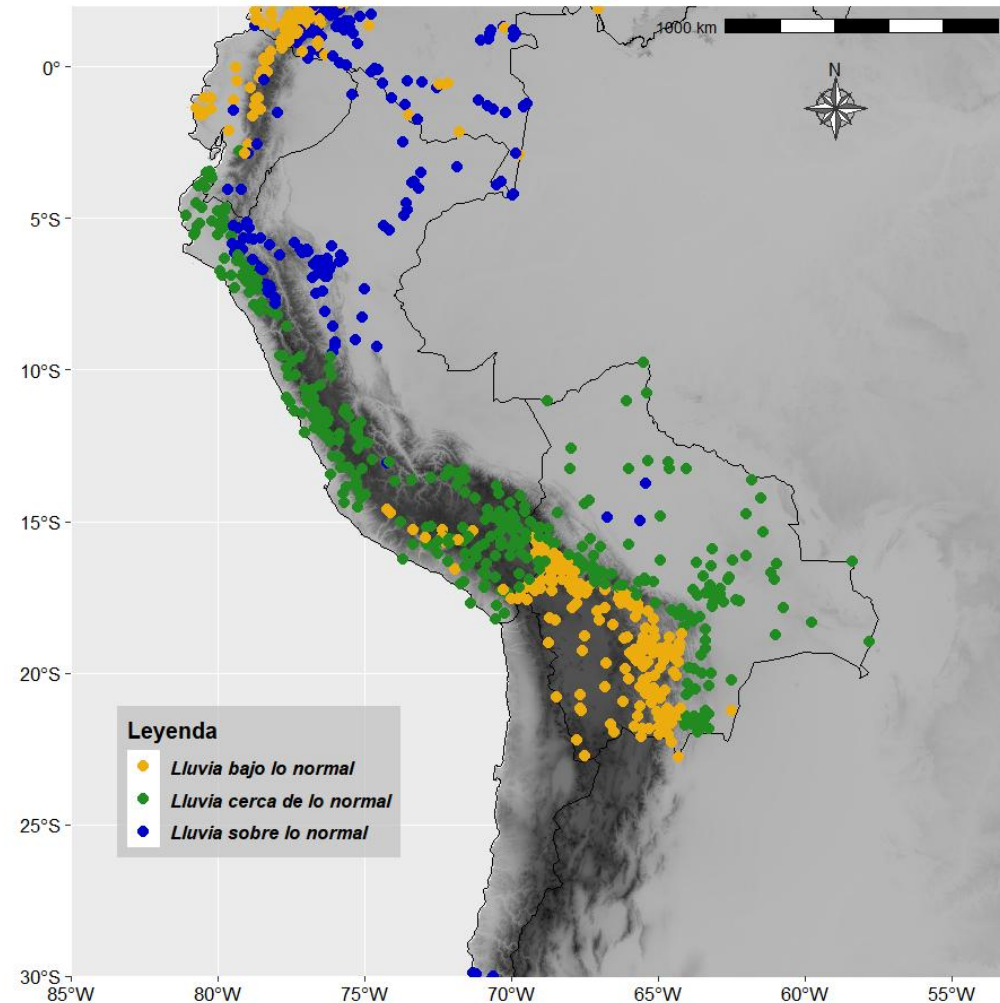 1000 km
N
0°
5°S
10°S
15°S
20°S
25°S
30°S
Leyenda
Lluvia bajo lo normal
Lluvia cerca de lo normal
Lluvia sobre lo normal
85°W 80°W 75°W 70°W 65°W 60°W 55°W